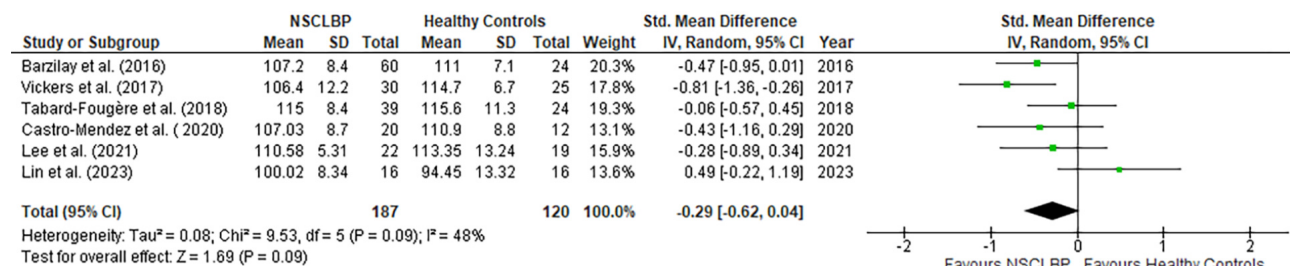 NSCLBP Healthy Controls Std. Mean Difference Std. Mean Difference
Study or Subgroup Mean SD Total Mean SD Total Weight IV, Random, 95% CI Year IV, Random, 95% CI
Barzilay et al. (2016) 107.2 8.4 60 111 7.1 24 20.3% -0.47 [-0.95, 0.01] 2016
Vickers et al. (2017) 106.4 12.2 30 114.7 6.7 25 17.8% -0.81 [-1.36, -0.26] 2017
Tabard-Fougère et al. (2018) 115 8.4 39 115.6 11.3 24 19.3% -0.06 [-0.57, 0.45] 2018
Castro-Mendez et al. ( 2020) 107.03 8.7 20 110.9 8.8 12 13.1% -0.43 [-1.16, 0.29] 2020
Lee et al. (2021) 110.58 5.31 22 113.35 13.24 19 15.9% -0.28 [-0.89, 0.34] 2021
Lin et al. (2023) 100.02 8.34 16 94.45 13.32 16 13.6% 0.49 [-0.22, 1.19] 2023
Total (95% CI) 187 120 100.0% -0.29 [-0.62, 0.04]
Heterogeneity: Tau² = 0.08; Chi² = 9.53, df = 5 (P = 0.09); I² = 48%
Test for overall effect: Z = 1.69 (P = 0.09)
-2 -1 0 1 2
Favours NSCLBP Favours Healthy Controls